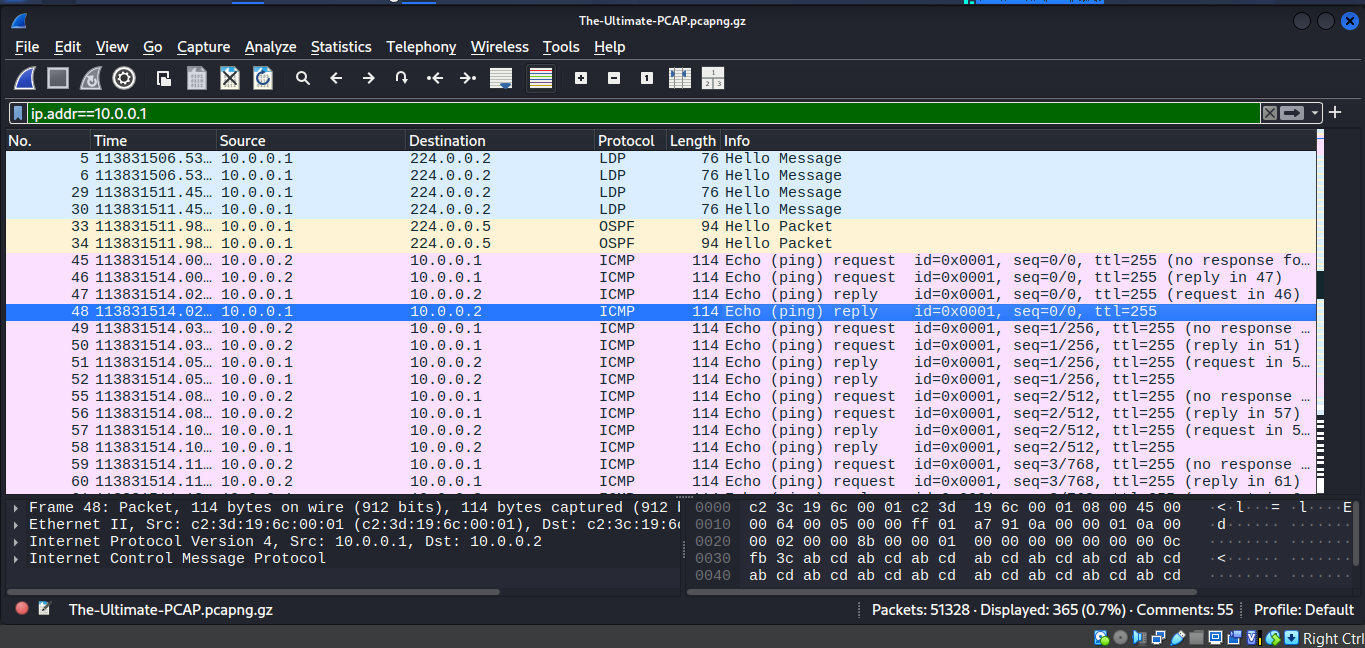 The-Ultimate-PCAP.pcapng.gz
File Edit View Go Capture Analyze Statistics Telephony Wireless Tools Help
ip.addr==10.0.0.1
No. Time Source Destination Protocol Length Info
5 113831506.53… 10.0.0.1 224.0.0.2 LDP 76 Hello Message
6 113831506.53… 10.0.0.1 224.0.0.2 LDP 76 Hello Message
29 113831511.45… 10.0.0.1 224.0.0.2 LDP 76 Hello Message
30 113831511.45… 10.0.0.1 224.0.0.2 LDP 76 Hello Message
33 113831511.98… 10.0.0.1 224.0.0.5 OSPF 94 Hello Packet
34 113831511.98… 10.0.0.1 224.0.0.5 OSPF 94 Hello Packet
45 113831514.00… 10.0.0.2 10.0.0.1 ICMP 114 Echo (ping) request id=0x0001, seq=0/0, ttl=255 (no response fo…
46 113831514.00… 10.0.0.2 10.0.0.1 ICMP 114 Echo (ping) request id=0x0001, seq=0/0, ttl=255 (reply in 47)
47 113831514.02… 10.0.0.1 10.0.0.2 ICMP 114 Echo (ping) reply id=0x0001, seq=0/0, ttl=255 (request in 46)
48 113831514.02… 10.0.0.1 10.0.0.2 ICMP 114 Echo (ping) reply id=0x0001, seq=0/0, ttl=255
49 113831514.03… 10.0.0.2 10.0.0.1 ICMP 114 Echo (ping) request id=0x0001, seq=1/256, ttl=255 (no response …
50 113831514.03… 10.0.0.2 10.0.0.1 ICMP 114 Echo (ping) request id=0x0001, seq=1/256, ttl=255 (reply in 51)
51 113831514.05… 10.0.0.1 10.0.0.2 ICMP 114 Echo (ping) reply id=0x0001, seq=1/256, ttl=255 (request in 5…
52 113831514.05… 10.0.0.1 10.0.0.2 ICMP 114 Echo (ping) reply id=0x0001, seq=1/256, ttl=255
55 113831514.08… 10.0.0.2 10.0.0.1 ICMP 114 Echo (ping) request id=0x0001, seq=2/512, ttl=255 (no response …
56 113831514.08… 10.0.0.2 10.0.0.1 ICMP 114 Echo (ping) request id=0x0001, seq=2/512, ttl=255 (reply in 57)
57 113831514.10… 10.0.0.1 10.0.0.2 ICMP 114 Echo (ping) reply id=0x0001, seq=2/512, ttl=255 (request in 5…
58 113831514.10… 10.0.0.1 10.0.0.2 ICMP 114 Echo (ping) reply id=0x0001, seq=2/512, ttl=255
59 113831514.11… 10.0.0.2 10.0.0.1 ICMP 114 Echo (ping) request id=0x0001, seq=3/768, ttl=255 (no response …
60 113831514.11… 10.0.0.2 10.0.0.1 ICMP 114 Echo (ping) request id=0x0001, seq=3/768, ttl=255 (reply in 61)
Frame 48: Packet, 114 bytes on wire (912 bits), 114 bytes captured (912 b
Ethernet II, Src: c2:3d:19:6c:00:01 (c2:3d:19:6c:00:01), Dst: c2:3c:19:6c
Internet Protocol Version 4, Src: 10.0.0.1, Dst: 10.0.0.2
Internet Control Message Protocol
0000 c2 3c 19 6c 00 01 c2 3d 19 6c 00 01 08 00 45 00 ·<·l···= ·l····E
0010 00 64 00 05 00 00 ff 01 a7 91 0a 00 00 01 0a 00 ·d······ ·······
0020 00 02 00 00 8b 00 00 01 00 00 00 00 00 00 00 0c ········ ·······
0030 fb 3c ab cd ab cd ab cd ab cd ab cd ab cd ab cd ·<······ ·······
0040 ab cd ab cd ab cd ab cd ab cd ab cd ab cd ab cd ········ ·······
The-Ultimate-PCAP.pcapng.gz
Packets: 51328 · Displayed: 365 (0.7%) · Comments: 55
Profile: Default
Right Ctrl